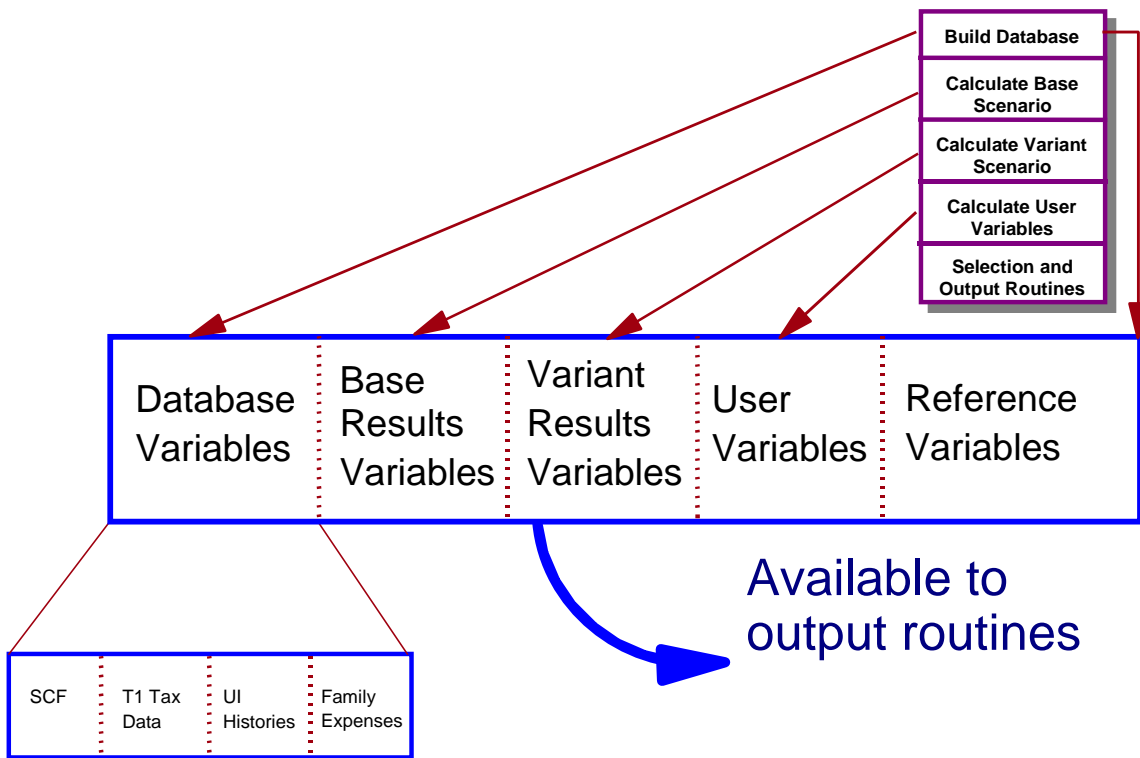 Build Database
Calculate Base
Scenario
Calculate Variant
Scenario
Calculate User
Variables
Selection and
Output Routines
Database
Variables
Base
Results
Variables
Variant
Results
Variables
User
Variables
Reference
Variables
Available to
output routines
SCF
T1 Tax
Data
UI
Histories
Family
Expenses